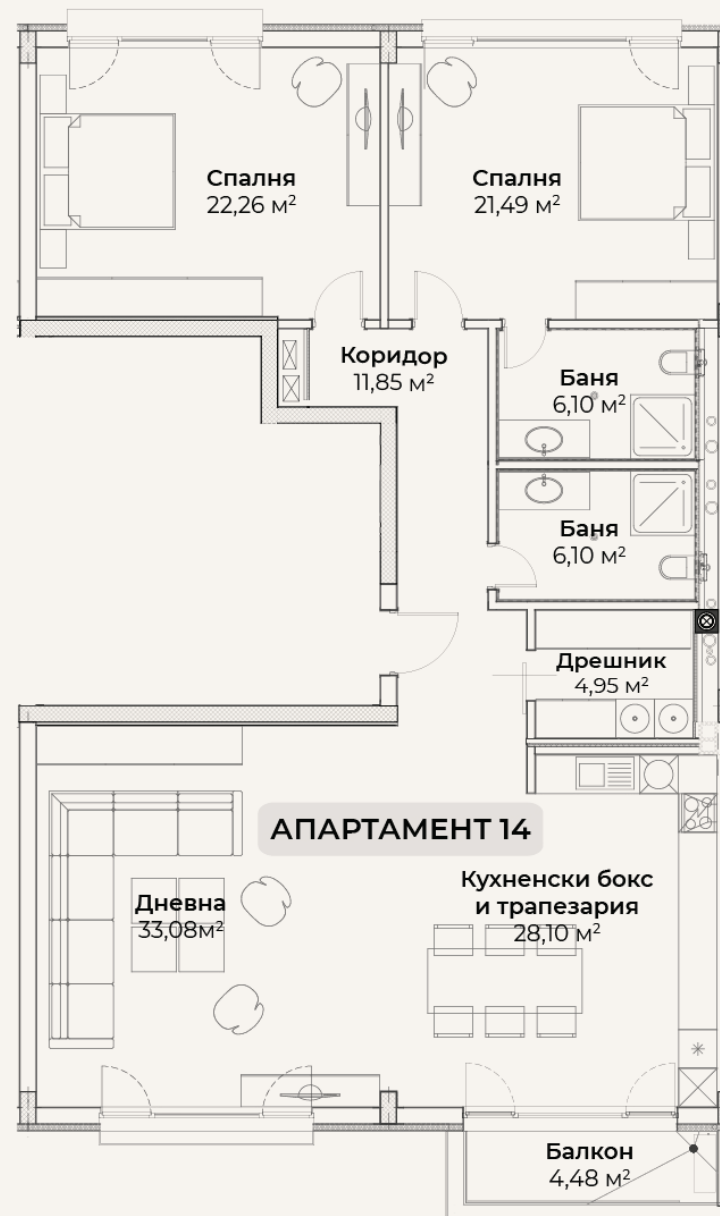 Спалня
22,26 м²
Спалня
21,49 м²
Коридор
11,85 м²
Баня
6,10 м²
Баня
6,10 м²
Дрешник
4,95 м²
АПАРТАМЕНТ 14
Дневна
33,08м²
Кухненски бокс
и трапезария
28,10 м²
Балкон
4,48 м²